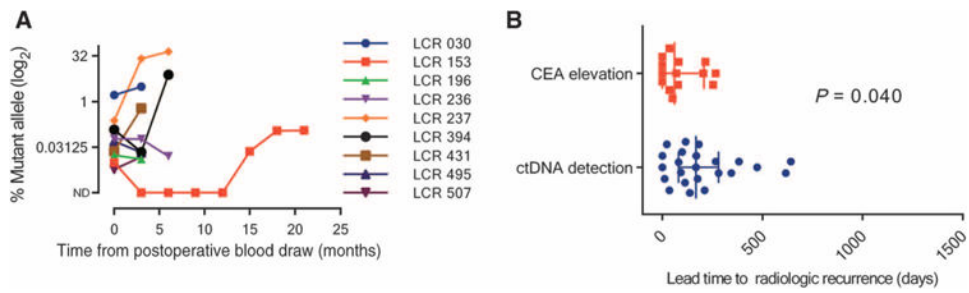 A
% Mutant allele (log2)
32
1
0.03125
ND
0 5 10 15 20 25
Time from postoperative blood draw (months)
LCR 030
LCR 153
LCR 196
LCR 236
LCR 237
LCR 394
LCR 431
LCR 495
LCR 507
B
CEA elevation
ctDNA detection
P = 0.040
0 500 1000 1500
Lead time to radiologic recurrence (days)